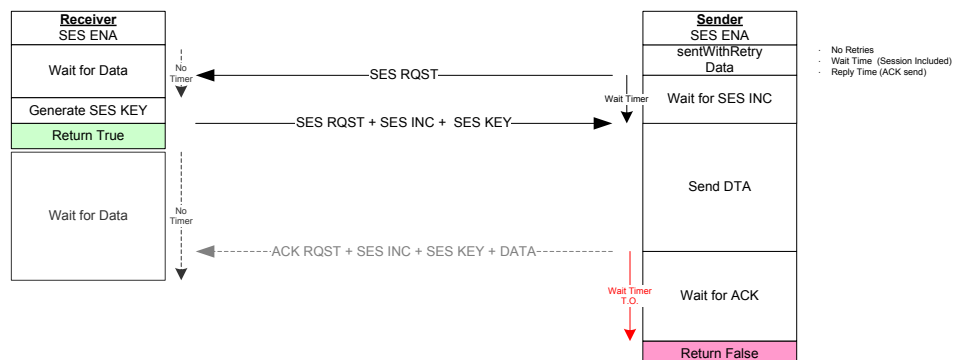 Receiver
SES ENA
Wait for Data
No
Timer
Generate SES KEY
Return True
Wait for Data
No
Timer
SES RQST
SES RQST + SES INC + SES KEY
ACK RQST + SES INC + SES KEY + DATA
Sender
SES ENA
sentWithRetry
Data
Wait Timer
Wait for SES INC
Send DTA
Wait Timer
T.O.
Wait for ACK
Return False
· No Retries
· Wait Time (Session Included)
· Reply Time (ACK send)